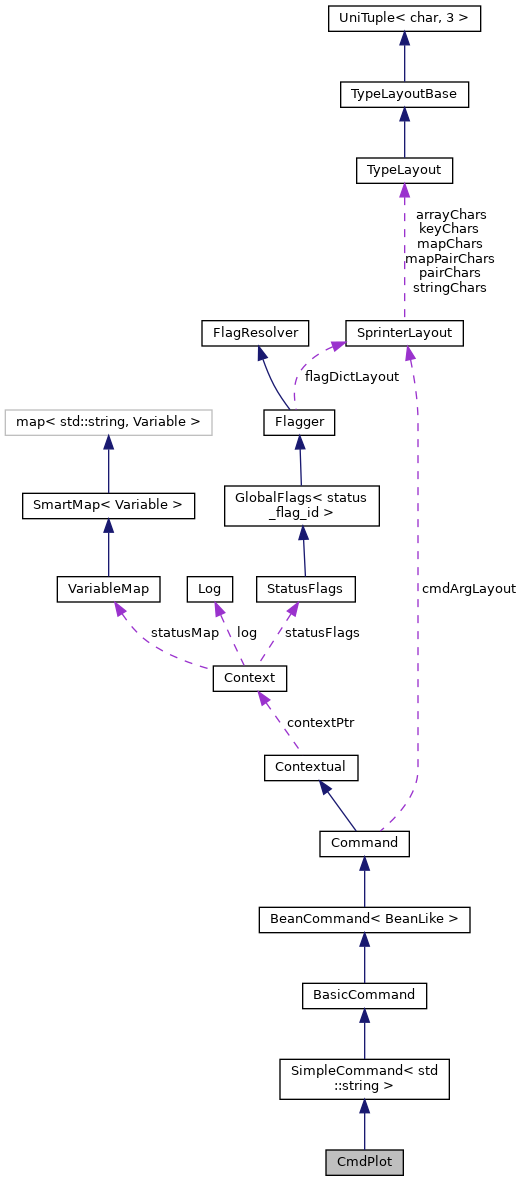 UniTuple< char, 3 >
TypeLayoutBase
TypeLayout
arrayChars
keyChars
mapChars
mapPairChars
pairChars
stringChars
FlagResolver
SprinterLayout
flagDictLayout
map< std::string, Variable >
Flagger
SmartMap< Variable >
GlobalFlags< status
_flag_id >
VariableMap
Log
StatusFlags
cmdArgLayout
statusMap
log
statusFlags
Context
contextPtr
Contextual
Command
BeanCommand< BeanLike >
BasicCommand
SimpleCommand< std
::string >
CmdPlot